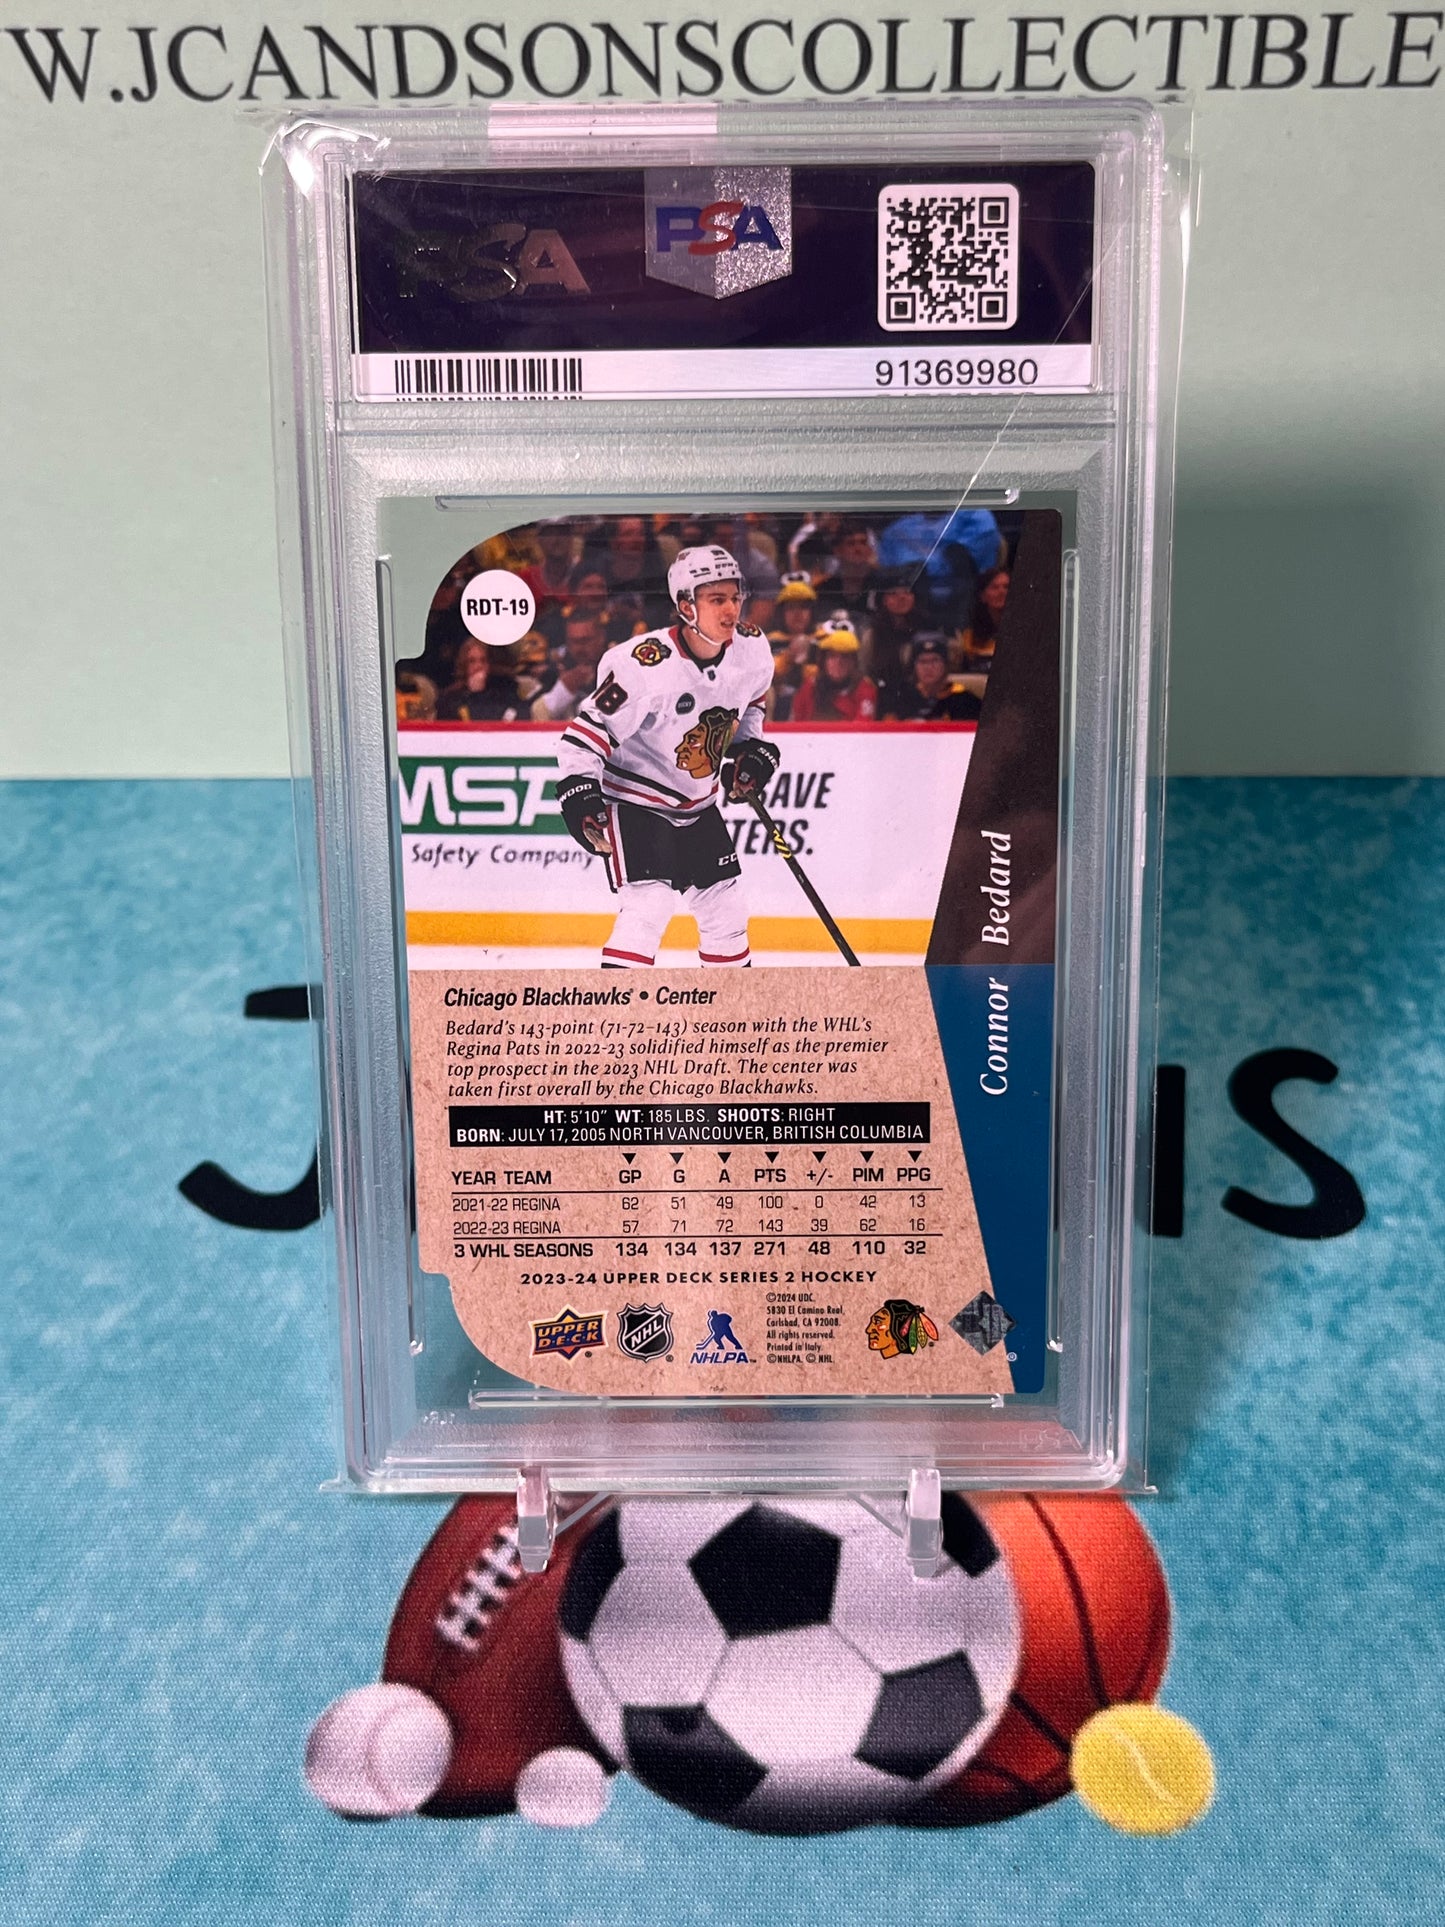 W.JCANDSONSCOLLECTIBLE
PSA
PSA
91369980
RDT-19
18
MSA
Safety Company
AVE
TERS.
Connor Bedard
Chicago Blackhawks • Center
Bedard's 143-point (71-72–143) season with the WHL's
Regina Pats in 2022-23 solidified himself as the premier
top prospect in the 2023 NHL Draft. The center was
taken first overall by the Chicago Blackhawks.
HT: 5'10" WT: 185 LBS. SHOOTS: RIGHT
BORN: JULY 17, 2005 NORTH VANCOUVER, BRITISH COLUMBIA
YEAR TEAM GP G A PTS +/- PIM PPG
2021-22 REGINA 62 51 49 100 0 42 13
2022-23 REGINA 57 71 72 143 39 62 16
3 WHL SEASONS 134 134 137 271 48 110 32
2023-24 UPPER DECK SERIES 2 HOCKEY
UPPER
D·E·C·K
NHL
NHLPA
©2024 UDC.
5830 El Camino Real,
Carlsbad, CA 92008.
All rights reserved.
Printed in Italy
©NHLPA. © NHL.